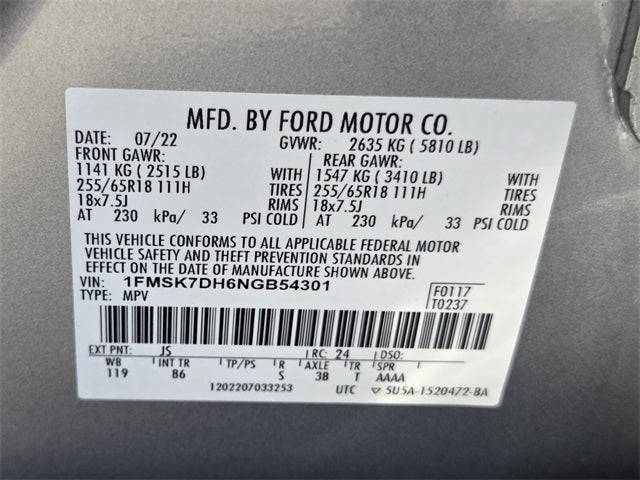 MFD. BY FORD MOTOR CO.
DATE: 07/22 GVWR: 2635 KG ( 5810 LB)
FRONT GAWR: REAR GAWR:
1141 KG ( 2515 LB) WITH 1547 KG ( 3410 LB) WITH
255/65R18 111H TIRES 255/65R18 111H TIRES
18x7.5J RIMS 18x7.5J RIMS
AT 230 kPa/ 33 PSI COLD AT 230 kPa/ 33 PSI COLD
THIS VEHICLE CONFORMS TO ALL APPLICABLE FEDERAL MOTOR
VEHICLE SAFETY AND THEFT PREVENTION STANDARDS IN
EFFECT ON THE DATE OF MANUFACTURE SHOWN ABOVE.
VIN: 1FMSK7DH6NGB54301 F0117
TYPE: MPV T0237
EXT PNT: JS RC: 24 DSO:
WB INT TR TP/PS R AXLE TR SPR
119 86 S 3B T AAAA
1202207033253 UTC ▽ 5U5A-1520472-BA